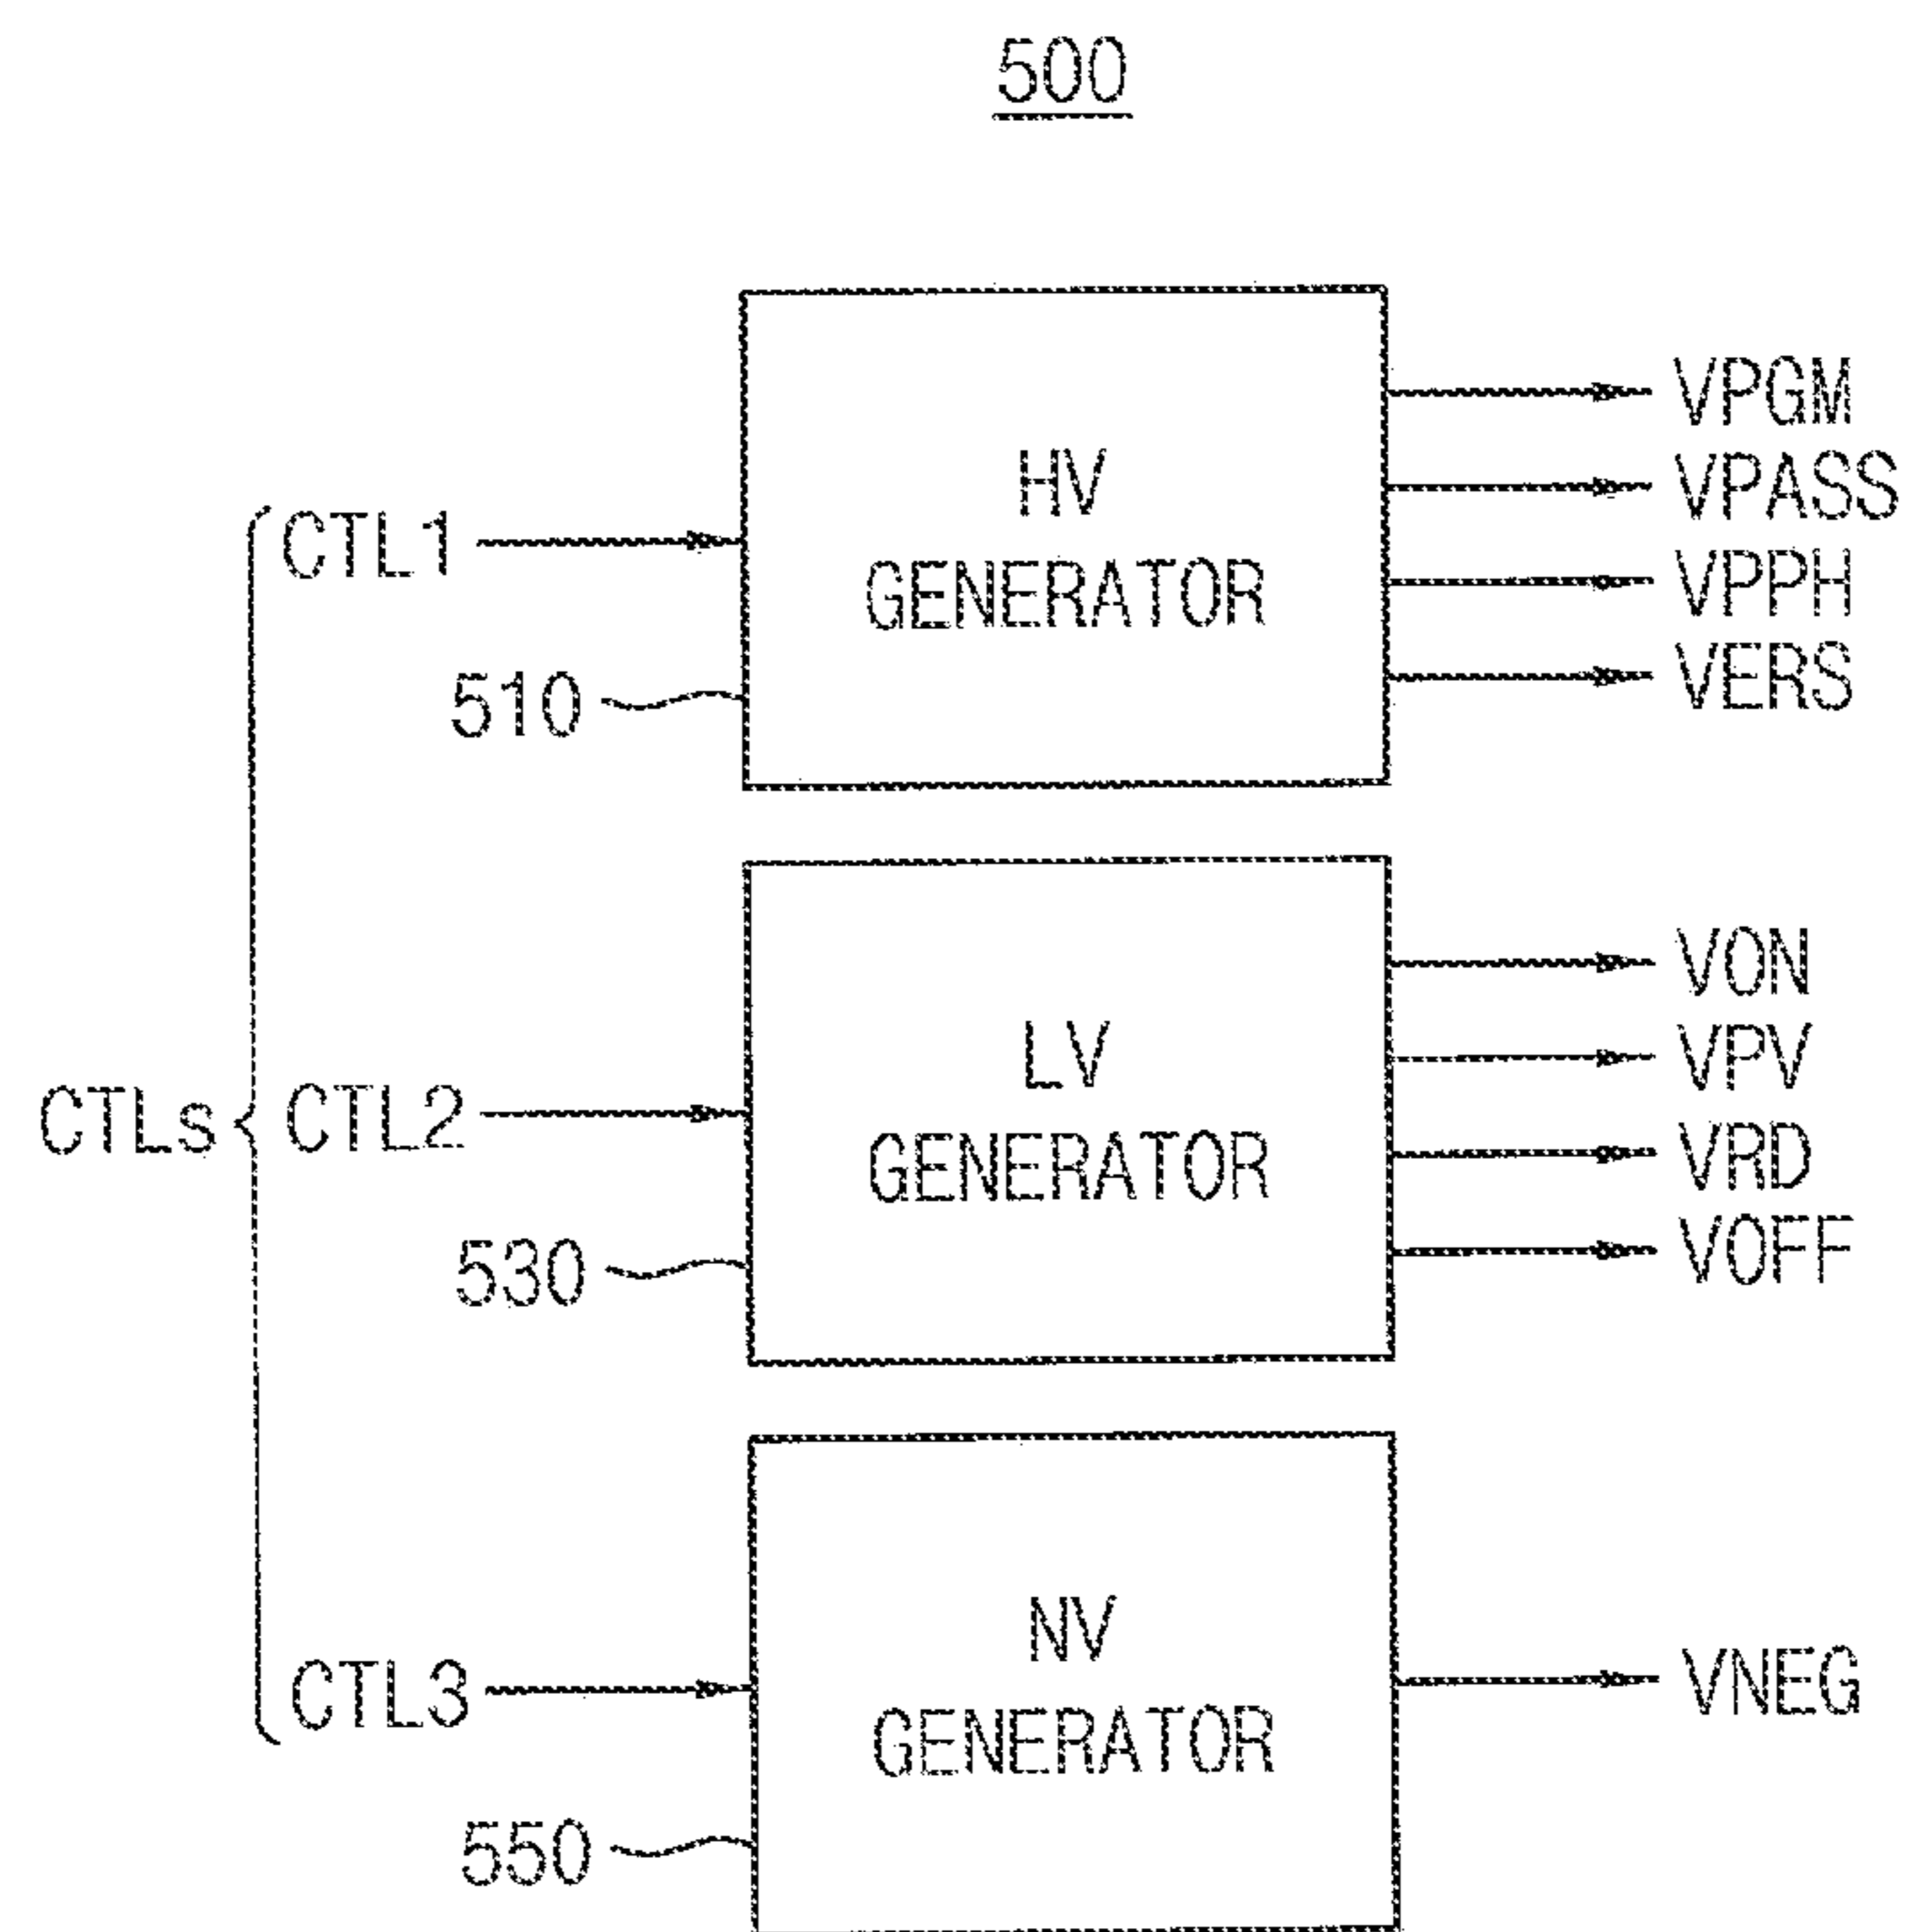 500
HV
GENERATOR
CTL1
510
VPGM
VPASS
VPPH
VERS
CTLs
CTL2
LV
GENERATOR
530
VON
VPV
VRD
VOFF
CTL3
NV
GENERATOR
550
VNEG